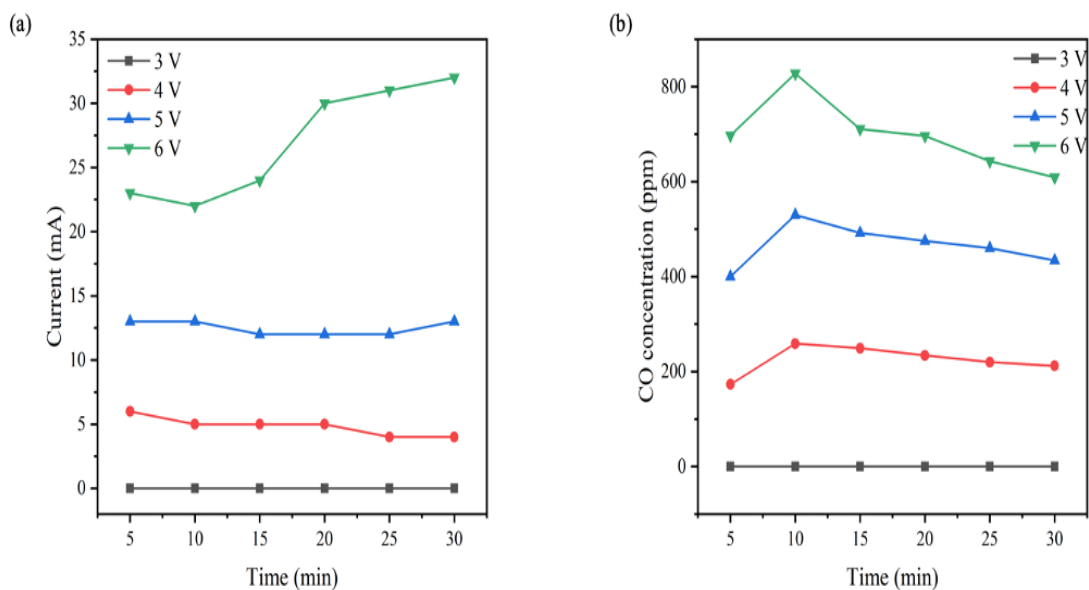 (a)
35
30
25
20
15
10
5
0
Current (mA)
3 V
4 V
5 V
6 V
5 10 15 20 25 30
Time (min)
(b)
800
600
400
200
0
CO concentration (ppm)
3 V
4 V
5 V
6 V
5 10 15 20 25 30
Time (min)